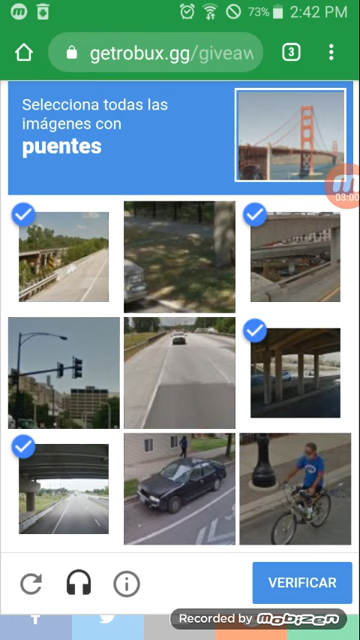 73% 2:42 PM
getrobux.gg/giveaw
3
Selecciona todas las
imágenes con
puentes
03:00
VERIFICAR
Recorded by Mobizen